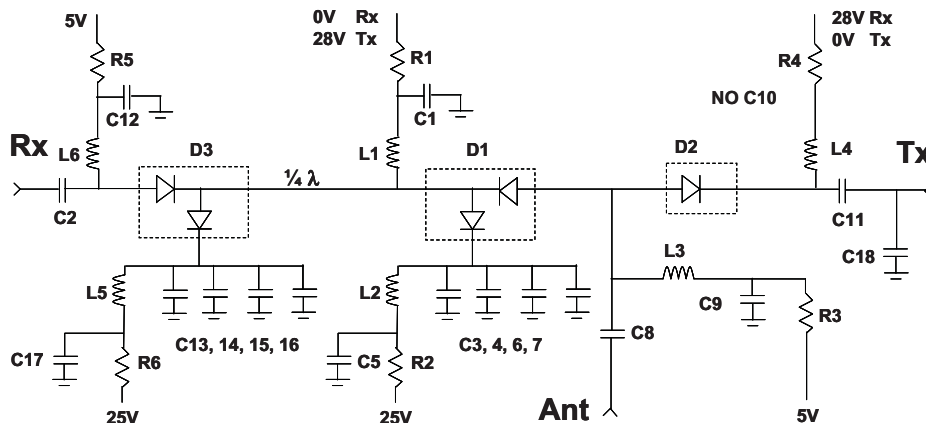 5V
0V Rx
28V Tx
28V Rx
0V Tx
R5
R1
R4
C12
C1
NO C10
Rx
L6
D3
L1
D1
D2
L4
Tx
¼ λ
C2
C11
L3
C18
L5
L2
C9
R3
C8
C17
C13, 14, 15, 16
R6
C5
R2
C3, 4, 6, 7
25V
25V
Ant
5V